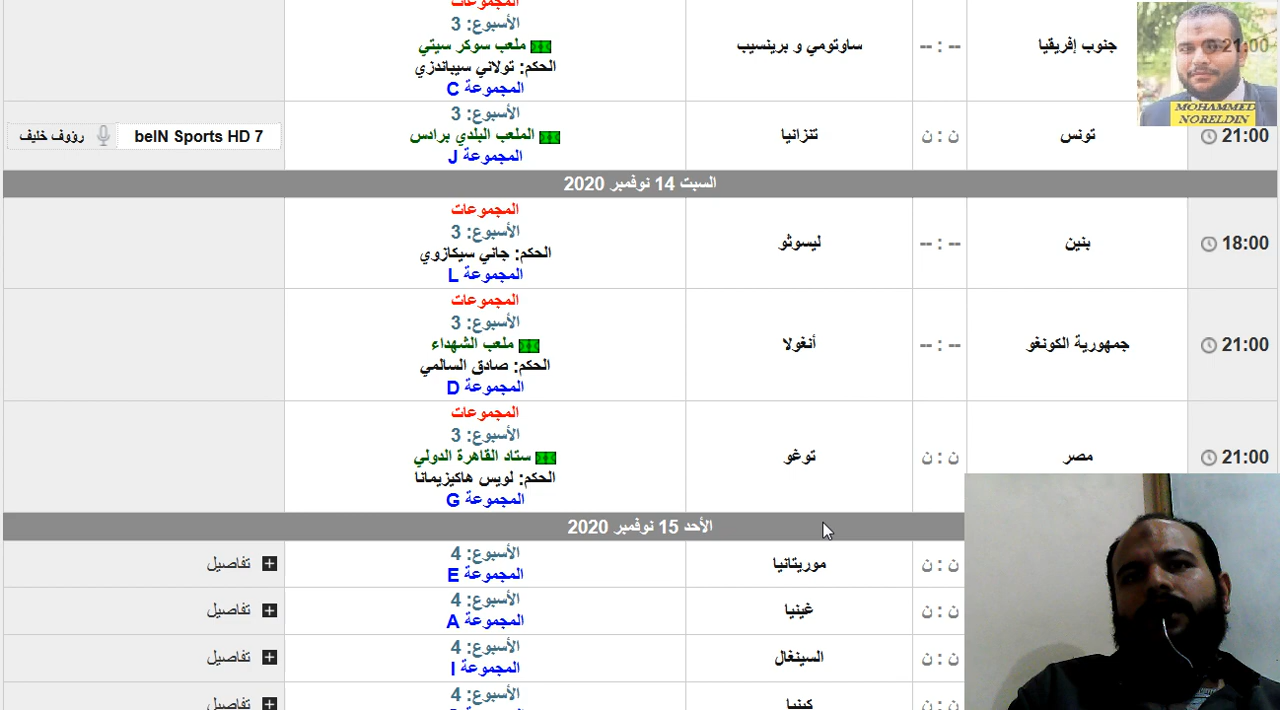 المجموعات
21:00 جنوب إفريقيا -- : -- ساوتومي و برينسيب
الأسبوع: 3
ملعب سوكر سيتي
الحكم: تولاني سيباندزي
المجموعة C
MOHAMMED
NORELDIN
21:00 تونس ن : ن تنزانيا
الأسبوع: 3
الملعب البلدي برادس
المجموعة J
beIN Sports HD 7 رؤوف خليف
السبت 14 نوفمبر 2020
18:00 بنين -- : -- ليسوثو
المجموعات
الأسبوع: 3
الحكم: جاني سيكازوي
المجموعة L
21:00 جمهورية الكونغو -- : -- أنغولا
المجموعات
الأسبوع: 3
ملعب الشهداء
الحكم: صادق السالمي
المجموعة D
21:00 مصر ن : ن توغو
المجموعات
الأسبوع: 3
ستاد القاهرة الدولي
الحكم: لويس هاكيزيمانا
المجموعة G
الأحد 15 نوفمبر 2020
ن : ن موريتانيا
الأسبوع: 4
المجموعة E
تفاصيل
ن : ن غينيا
الأسبوع: 4
المجموعة A
تفاصيل
ن : ن السينغال
الأسبوع: 4
المجموعة I
تفاصيل
ن : ن كينيا
الأسبوع: 4
تفاصيل